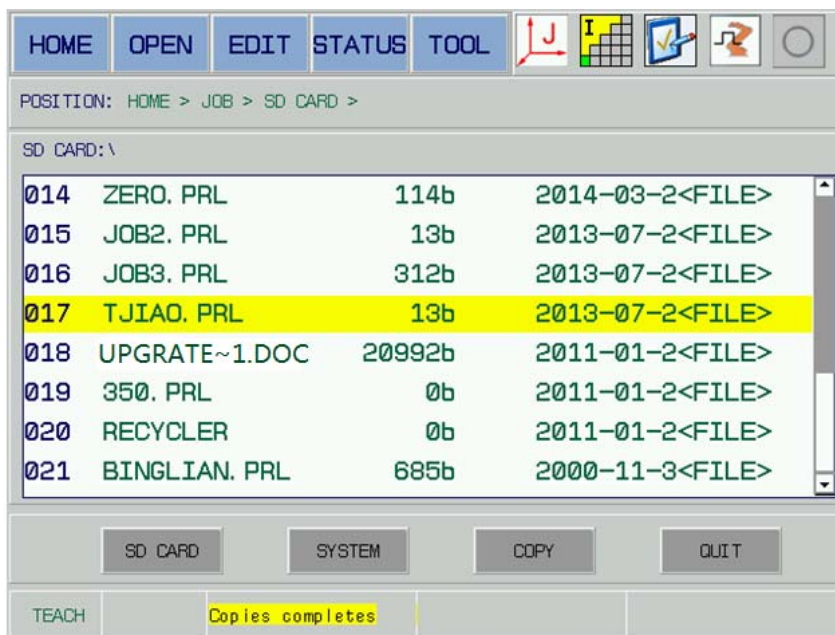 HOME OPEN EDIT STATUS TOOL J I
POSITION: HOME > JOB > SD CARD >
SD CARD:\
014 ZERO. PRL 114b 2014-03-2<FILE>
015 JOB2. PRL 13b 2013-07-2<FILE>
016 JOB3. PRL 312b 2013-07-2<FILE>
017 TJIAO. PRL 13b 2013-07-2<FILE>
018 UPGRATE~1.DOC 20992b 2011-01-2<FILE>
019 350. PRL 0b 2011-01-2<FILE>
020 RECYCLER 0b 2011-01-2<FILE>
021 BINGLIAN. PRL 685b 2000-11-3<FILE>
SD CARD SYSTEM COPY QUIT
TEACH Copies completes